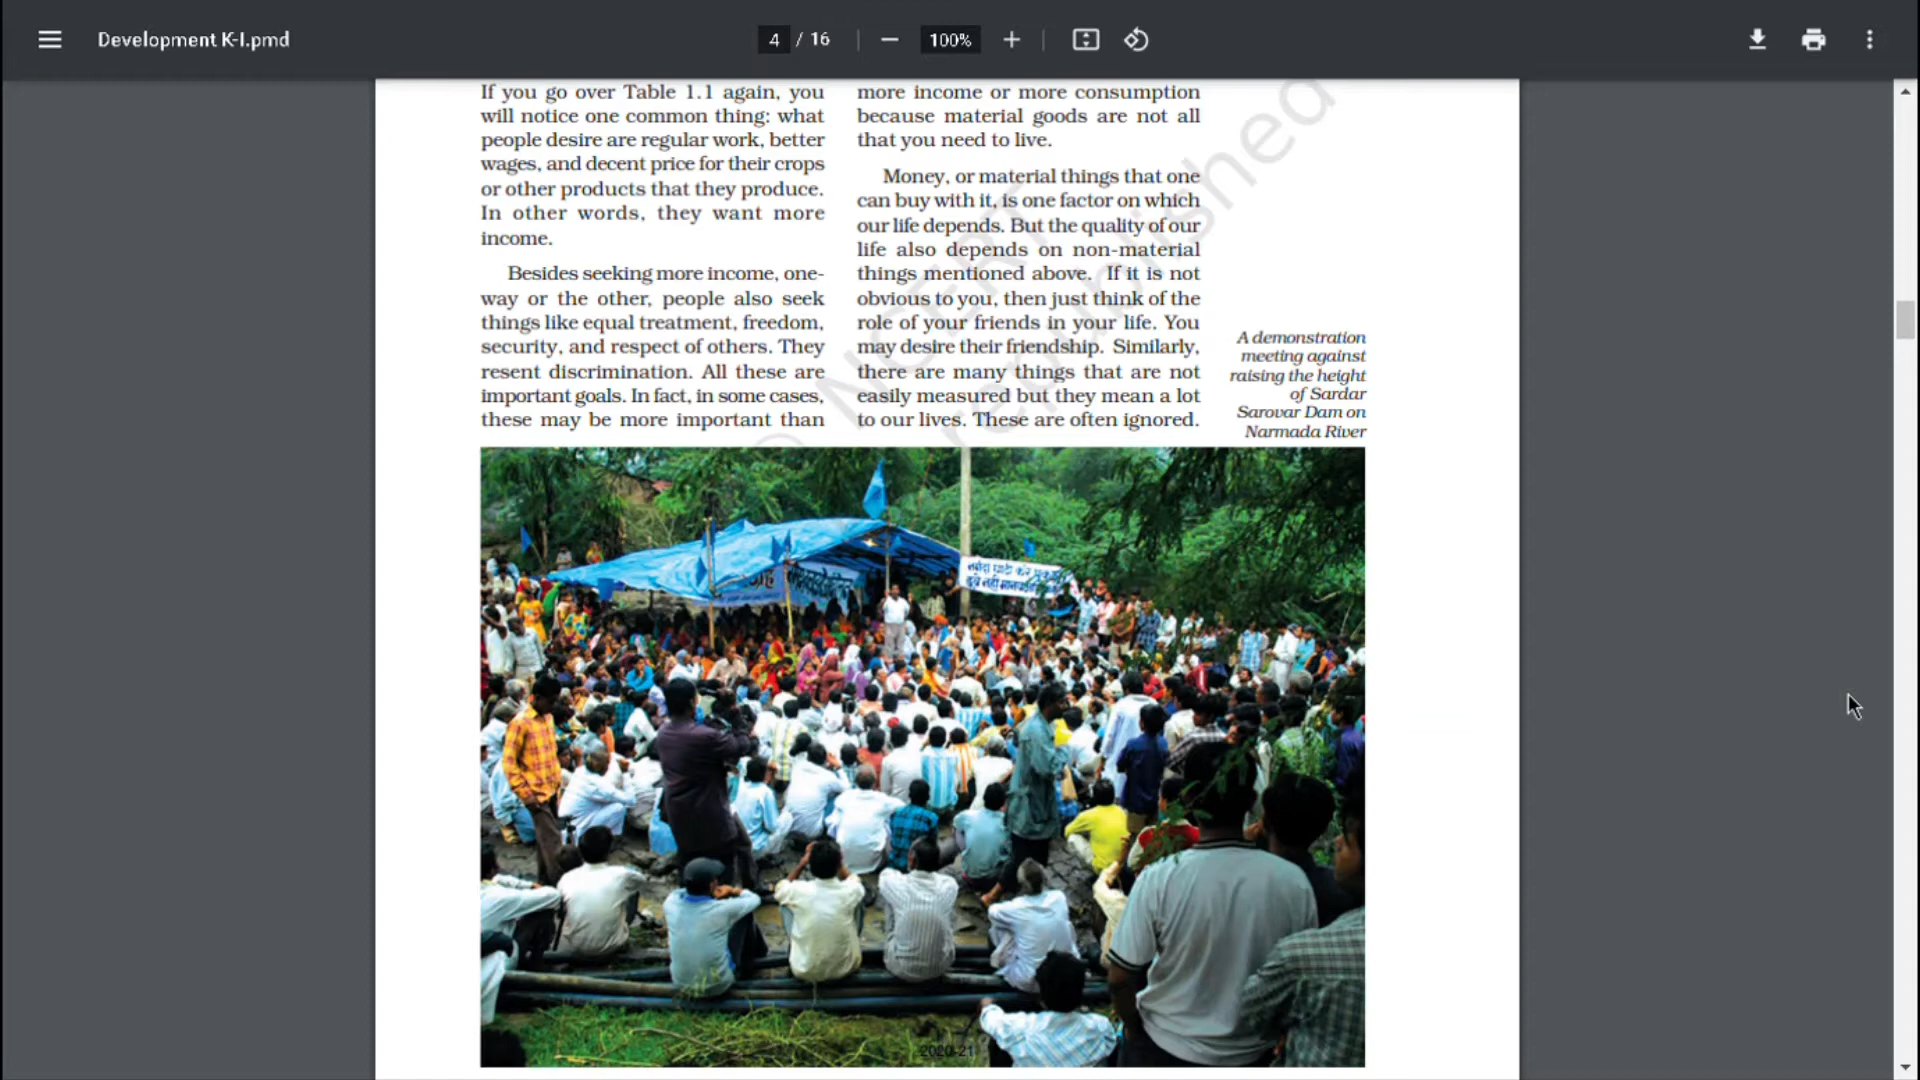 Development K-I.pmd
4 / 16
100%
If you go over Table 1.1 again, you
will notice one common thing: what
people desire are regular work, better
wages, and decent price for their crops
or other products that they produce.
In other words, they want more
income.
Besides seeking more income, one-
way or the other, people also seek
things like equal treatment, freedom,
security, and respect of others. They
resent discrimination. All these are
important goals. In fact, in some cases,
these may be more important than
more income or more consumption
because material goods are not all
that you need to live.
Money, or material things that one
can buy with it, is one factor on which
our life depends. But the quality of our
life also depends on non-material
things mentioned above. If it is not
obvious to you, then just think of the
role of your friends in your life. You
may desire their friendship. Similarly,
there are many things that are not
easily measured but they mean a lot
to our lives. These are often ignored.
A demonstration
meeting against
raising the height
of Sardar
Sarovar Dam on
Narmada River
© NCERT
republished
नर्मदा घाटी करे
डूबे नहीं
2020-21